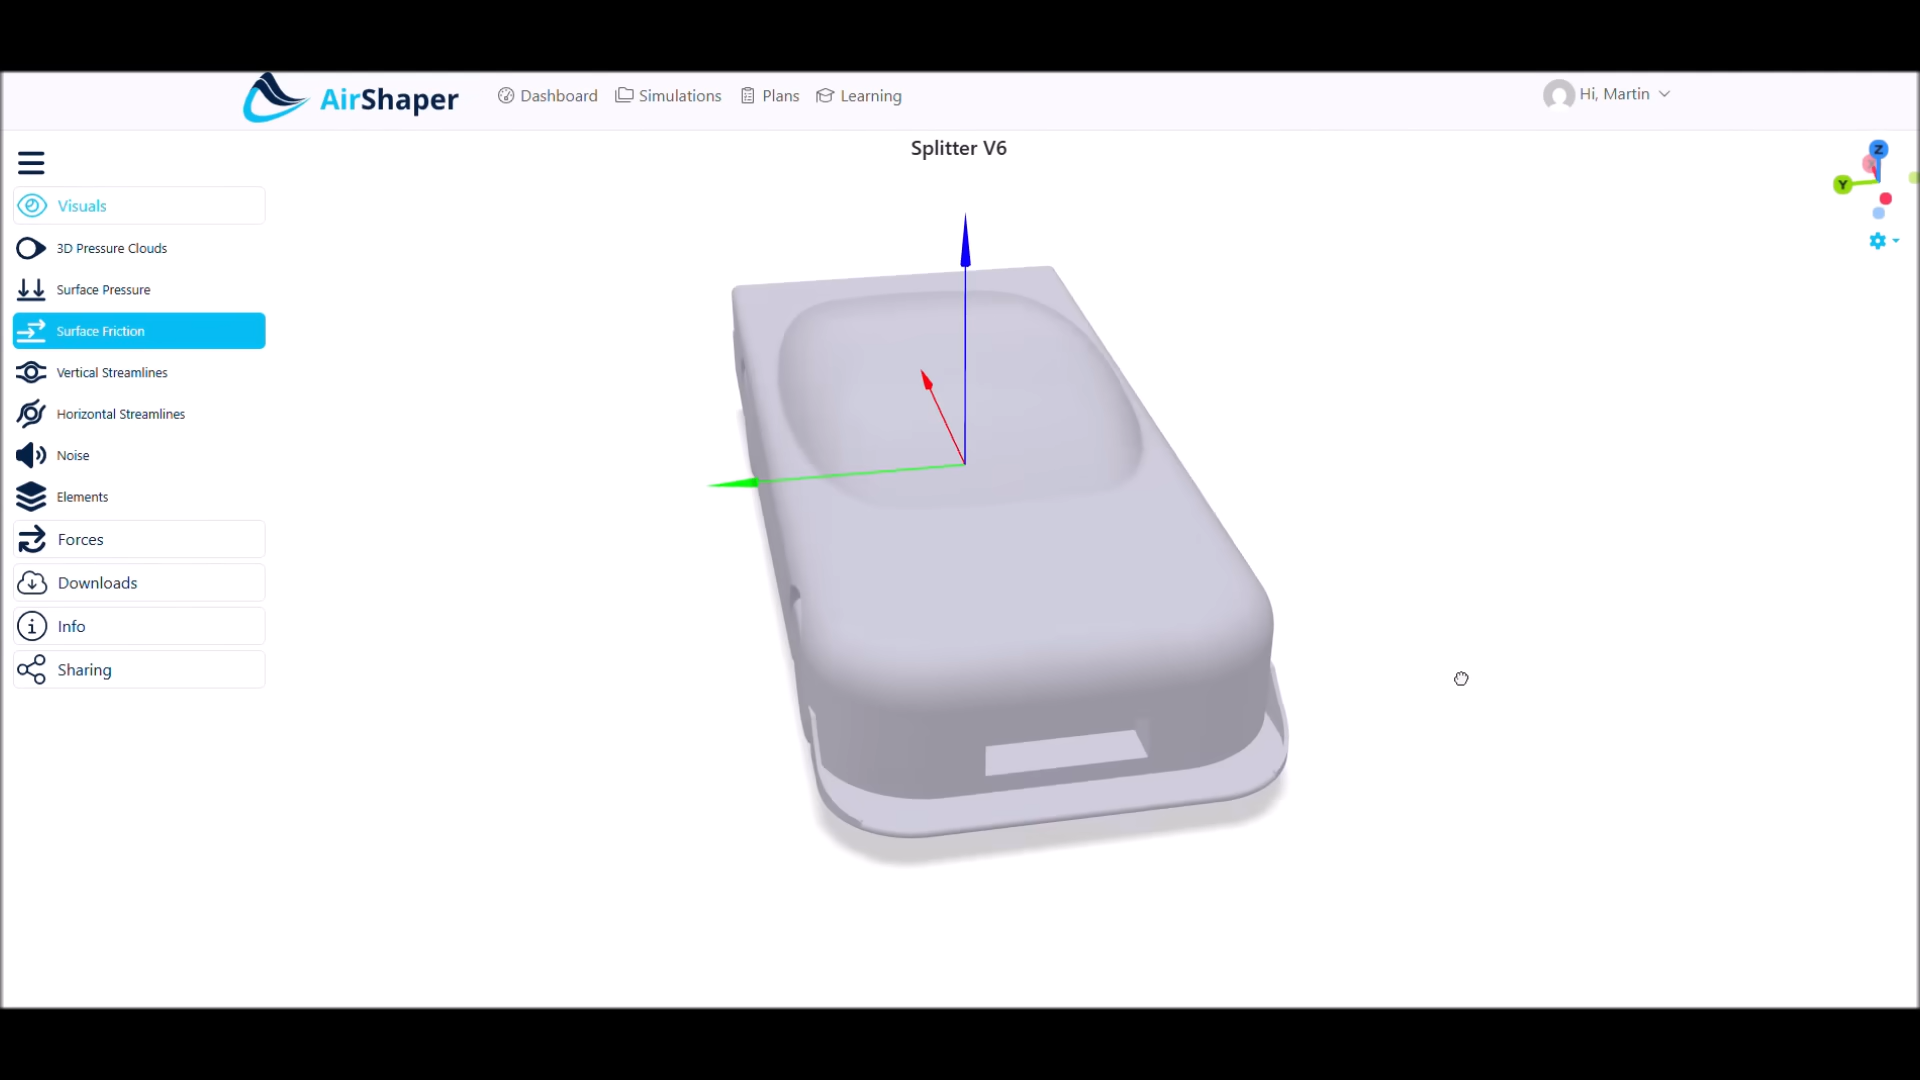 AirShaper
Dashboard
Simulations
Plans
Learning
Hi, Martin
Splitter V6
Z
Y
Visuals
3D Pressure Clouds
Surface Pressure
Surface Friction
Vertical Streamlines
Horizontal Streamlines
Noise
Elements
Forces
Downloads
Info
Sharing